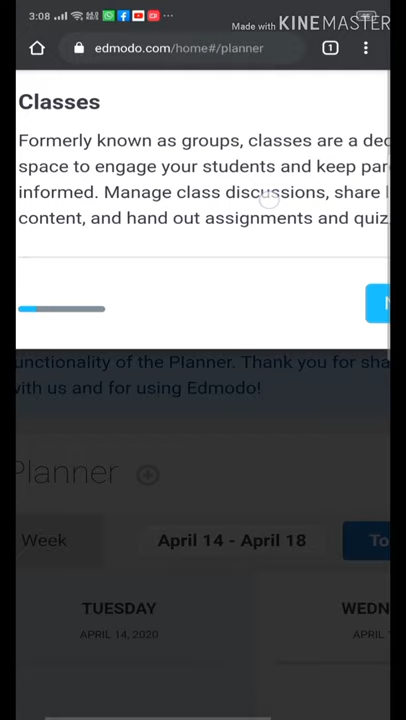 Made with KINEMASTER
3:08
edmodo.com/home#/planner
1
Classes
Formerly known as groups, classes are a dec
space to engage your students and keep par
informed. Manage class discussions, share l
content, and hand out assignments and quiz
N
unctionality of the Planner. Thank you for sha
with us and for using Edmodo!
Planner
Week
April 14 - April 18
To
TUESDAY
WEDN
APRIL 14, 2020
APRIL